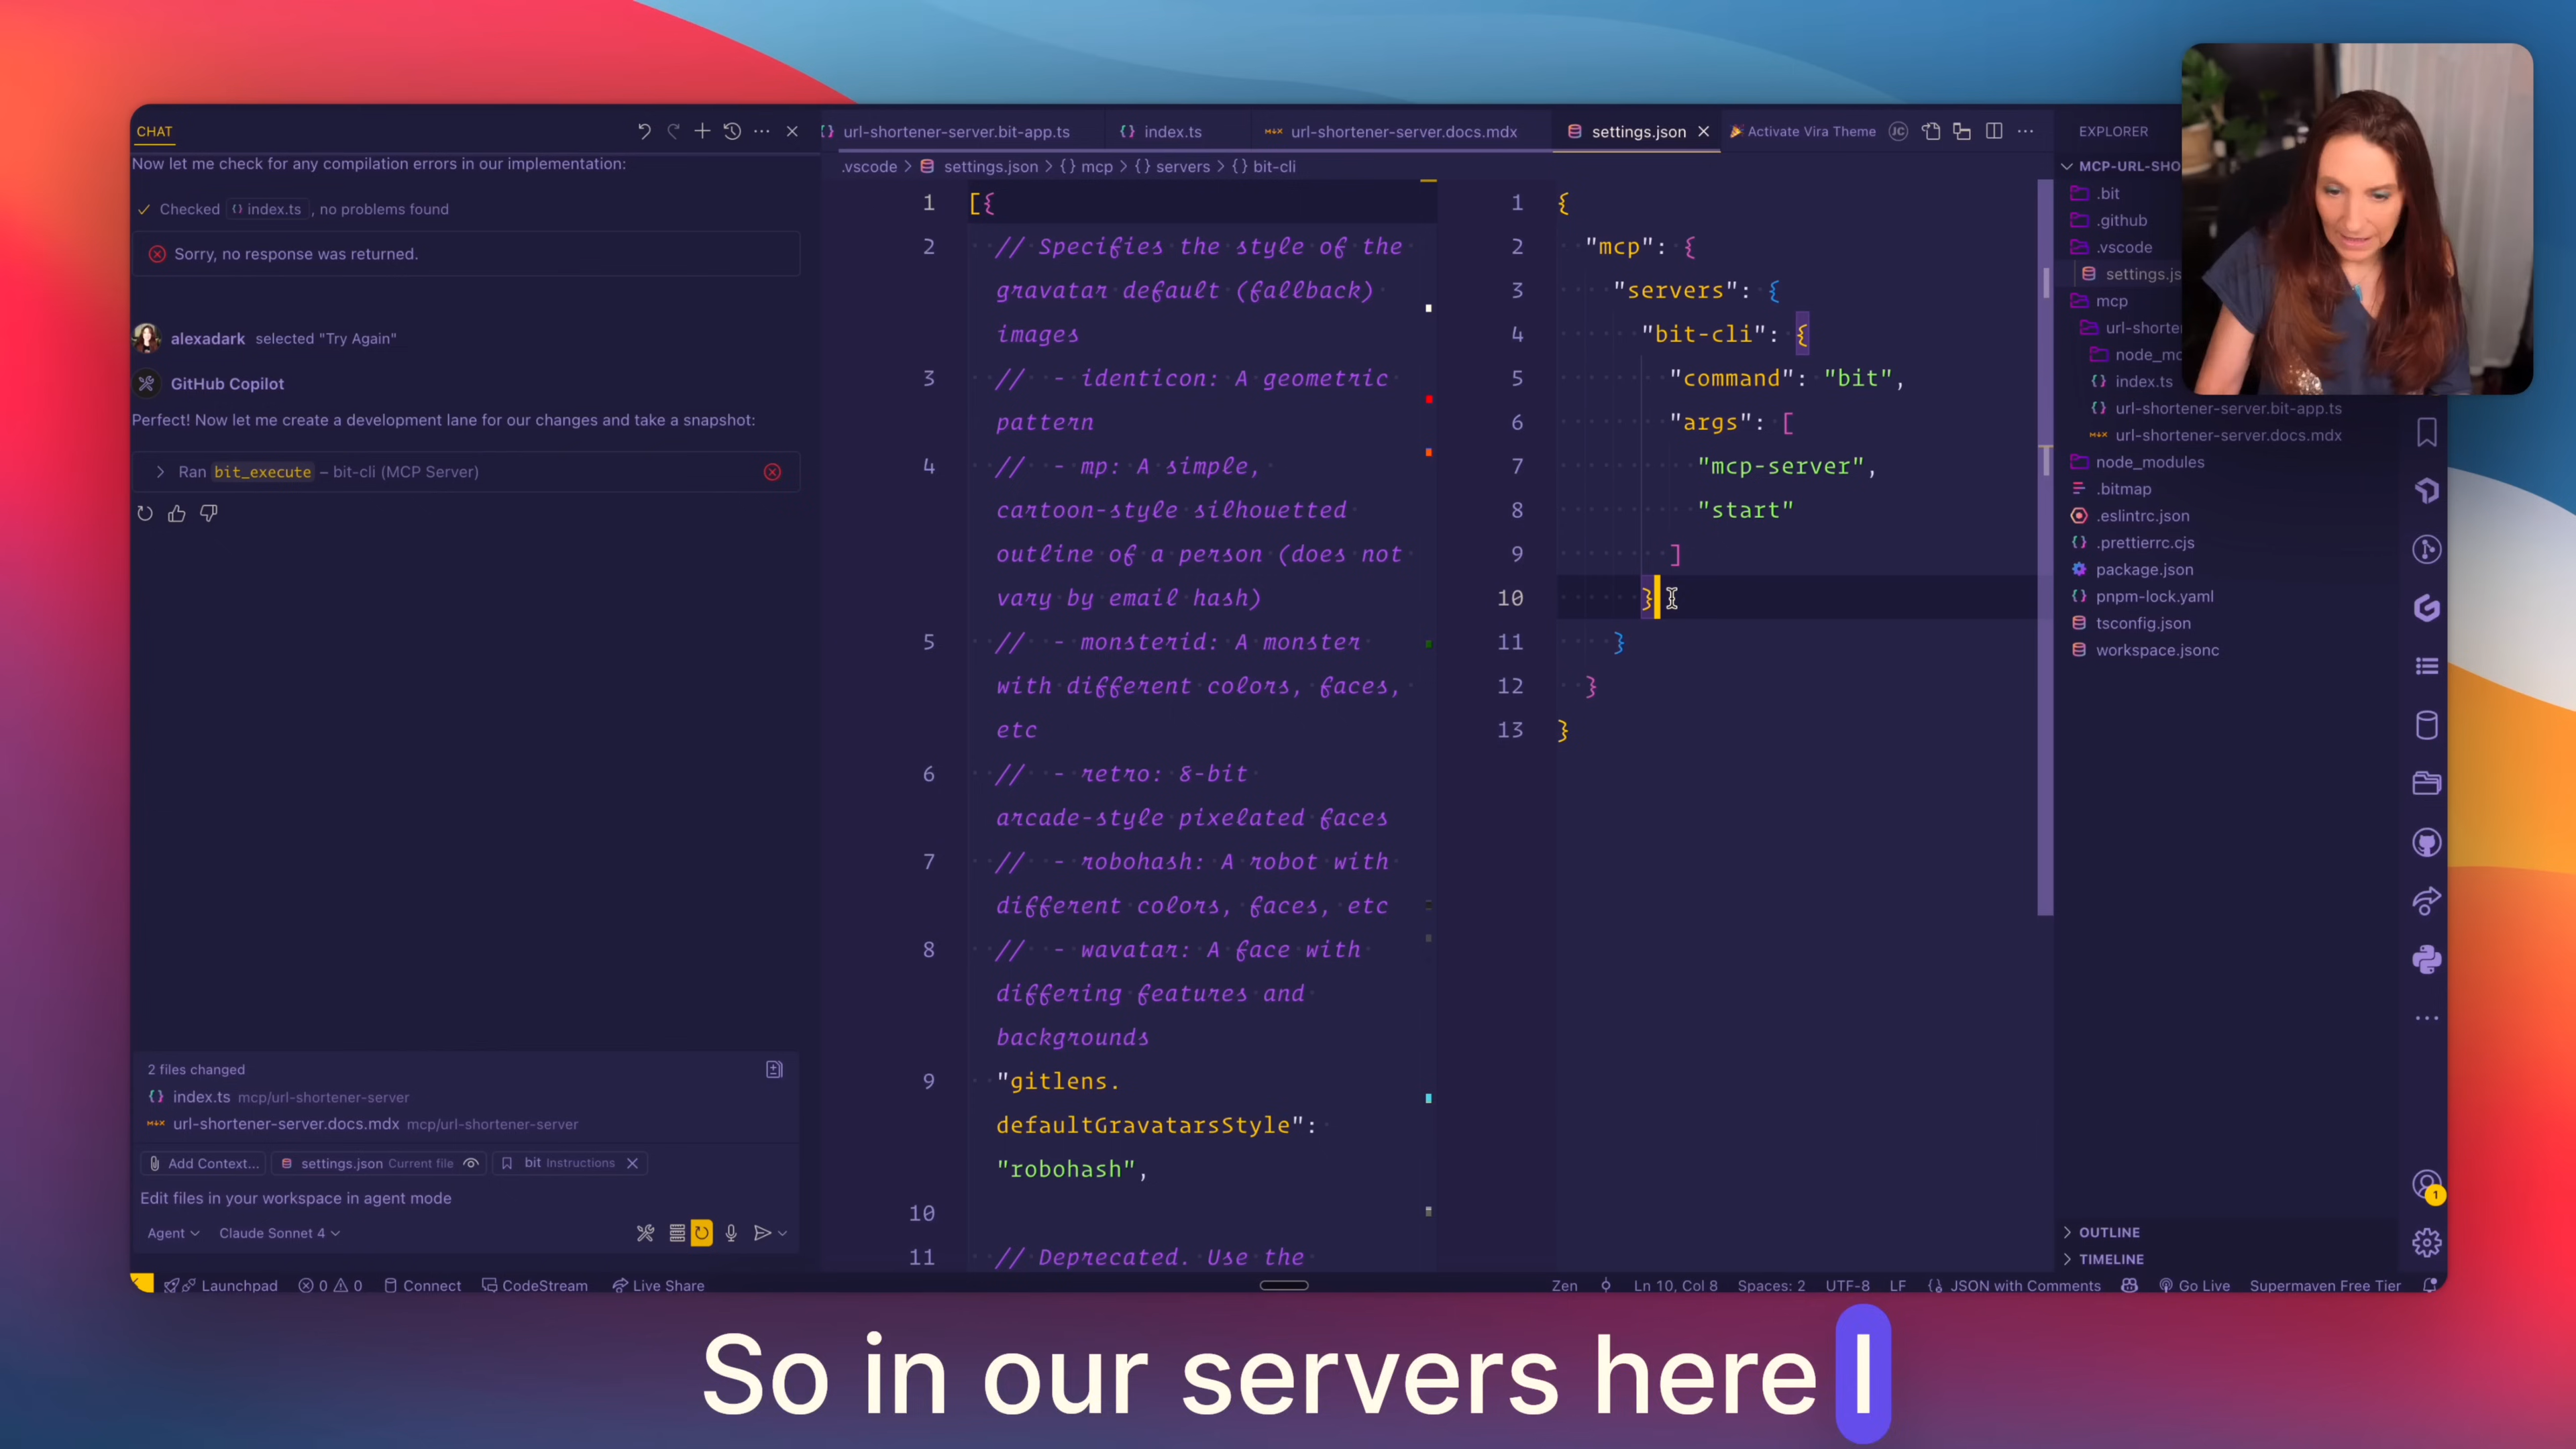 CHAT
Now let me check for any compilation errors in our implementation:
Checked index.ts , no problems found
Sorry, no response was returned.
alexadark selected "Try Again"
GitHub Copilot
Perfect! Now let me create a development lane for our changes and take a snapshot:
Ran bit_execute – bit-cli (MCP Server)
2 files changed
index.ts mcp/url-shortener-server
url-shortener-server.docs.mdx mcp/url-shortener-server
Add Context... settings.json Current file bit Instructions
Edit files in your workspace in agent mode
Agent Claude Sonnet 4
url-shortener-server.bit-app.ts index.ts url-shortener-server.docs.mdx settings.json Activate Vira Theme JC
.vscode > settings.json > {} mcp > {} servers > {} bit-cli
1 [{
2 // Specifies the style of the
gravatar default (fallback)
images
3 // - identicon: A geometric
pattern
4 // - mp: A simple,
cartoon-style silhouetted
outline of a person (does not
vary by email hash)
5 // - monsterid: A monster
with different colors, faces,
etc
6 // - retro: 8-bit
arcade-style pixelated faces
7 // - robohash: A robot with
different colors, faces, etc
8 // - wavatar: A face with
differing features and
backgrounds
9 "gitlens.
defaultGravatarsStyle":
"robohash",
10
11 // Deprecated. Use the
1 {
2 "mcp": {
3 "servers": {
4 "bit-cli": {
5 "command": "bit",
6 "args": [
7 "mcp-server",
8 "start"
9 ]
10 }
11 }
12 }
13 }
EXPLORER
MCP-URL-SHO
.bit
.github
.vscode
settings.js
mcp
url-shorte
node_mo
index.ts
url-shortener-server.bit-app.ts
url-shortener-server.docs.mdx
node_modules
.bitmap
.eslintrc.json
.prettierrc.cjs
package.json
pnpm-lock.yaml
tsconfig.json
workspace.jsonc
1
OUTLINE
TIMELINE
Launchpad 0 0 Connect CodeStream Live Share Zen Ln 10, Col 8 Spaces: 2 UTF-8 LF {} JSON with Comments Go Live Supermaven Free Tier
So in our servers here I